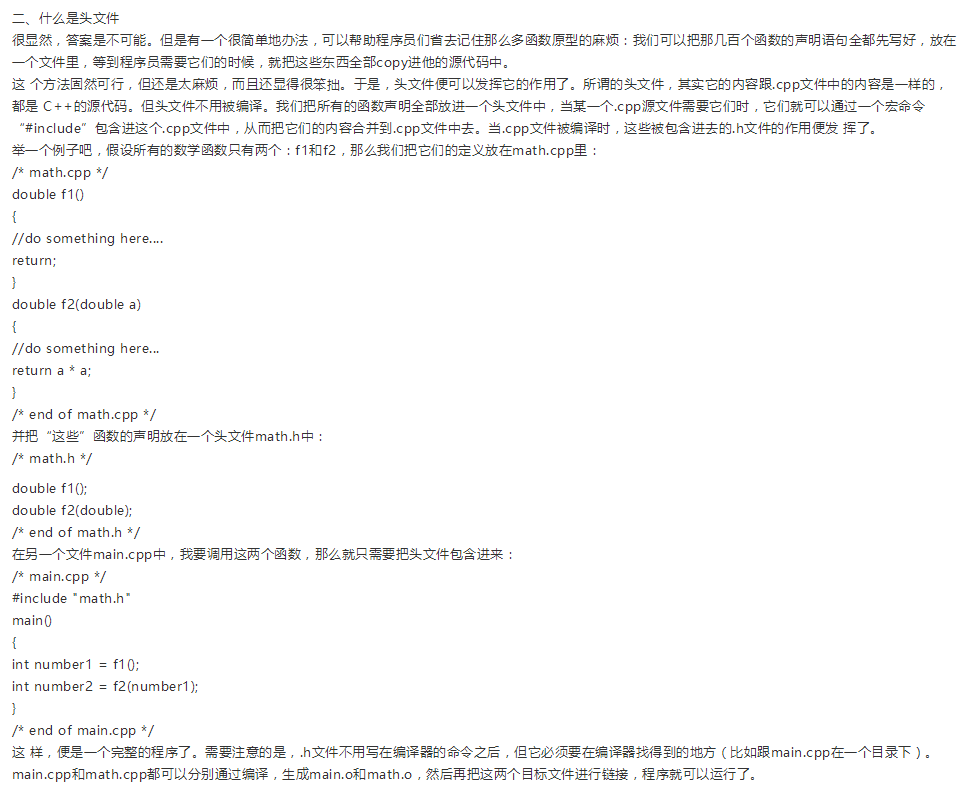 二、什么是头文件
很显然，答案是不可能。但是有一个很简单地办法，可以帮助程序员们省去记住那么多函数原型的麻烦：我们可以把那几百个函数的声明语句全都先写好，放在
一个文件里，等到程序员需要它们的时候，就把这些东西全部copy进他的源代码中。
这 个方法固然可行，但还是太麻烦，而且还显得很笨拙。于是，头文件便可以发挥它的作用了。所谓的头文件，其实它的内容跟.cpp文件中的内容是一样的，
都是 C++的源代码。但头文件不用被编译。我们把所有的函数声明全部放进一个头文件中，当某一个.cpp源文件需要它们时，它们就可以通过一个宏命令
“#include”包含进这个.cpp文件中，从而把它们的内容合并到.cpp文件中去。当.cpp文件被编译时，这些被包含进去的.h文件的作用便发 挥了。
举一个例子吧，假设所有的数学函数只有两个：f1和f2，那么我们把它们的定义放在math.cpp里：
/* math.cpp */
double f1()
{
//do something here....
return;
}
double f2(double a)
{
//do something here...
return a * a;
}
/* end of math.cpp */
并把“这些”函数的声明放在一个头文件math.h中：
/* math.h */
double f1();
double f2(double);
/* end of math.h */
在另一个文件main.cpp中，我要调用这两个函数，那么就只需要把头文件包含进来：
/* main.cpp */
#include "math.h"
main()
{
int number1 = f1();
int number2 = f2(number1);
}
/* end of main.cpp */
这 样，便是一个完整的程序了。需要注意的是，.h文件不用写在编译器的命令之后，但它必须要在编译器找得到的地方（比如跟main.cpp在一个目录下）。
main.cpp和math.cpp都可以分别通过编译，生成main.o和math.o，然后再把这两个目标文件进行链接，程序就可以运行了。